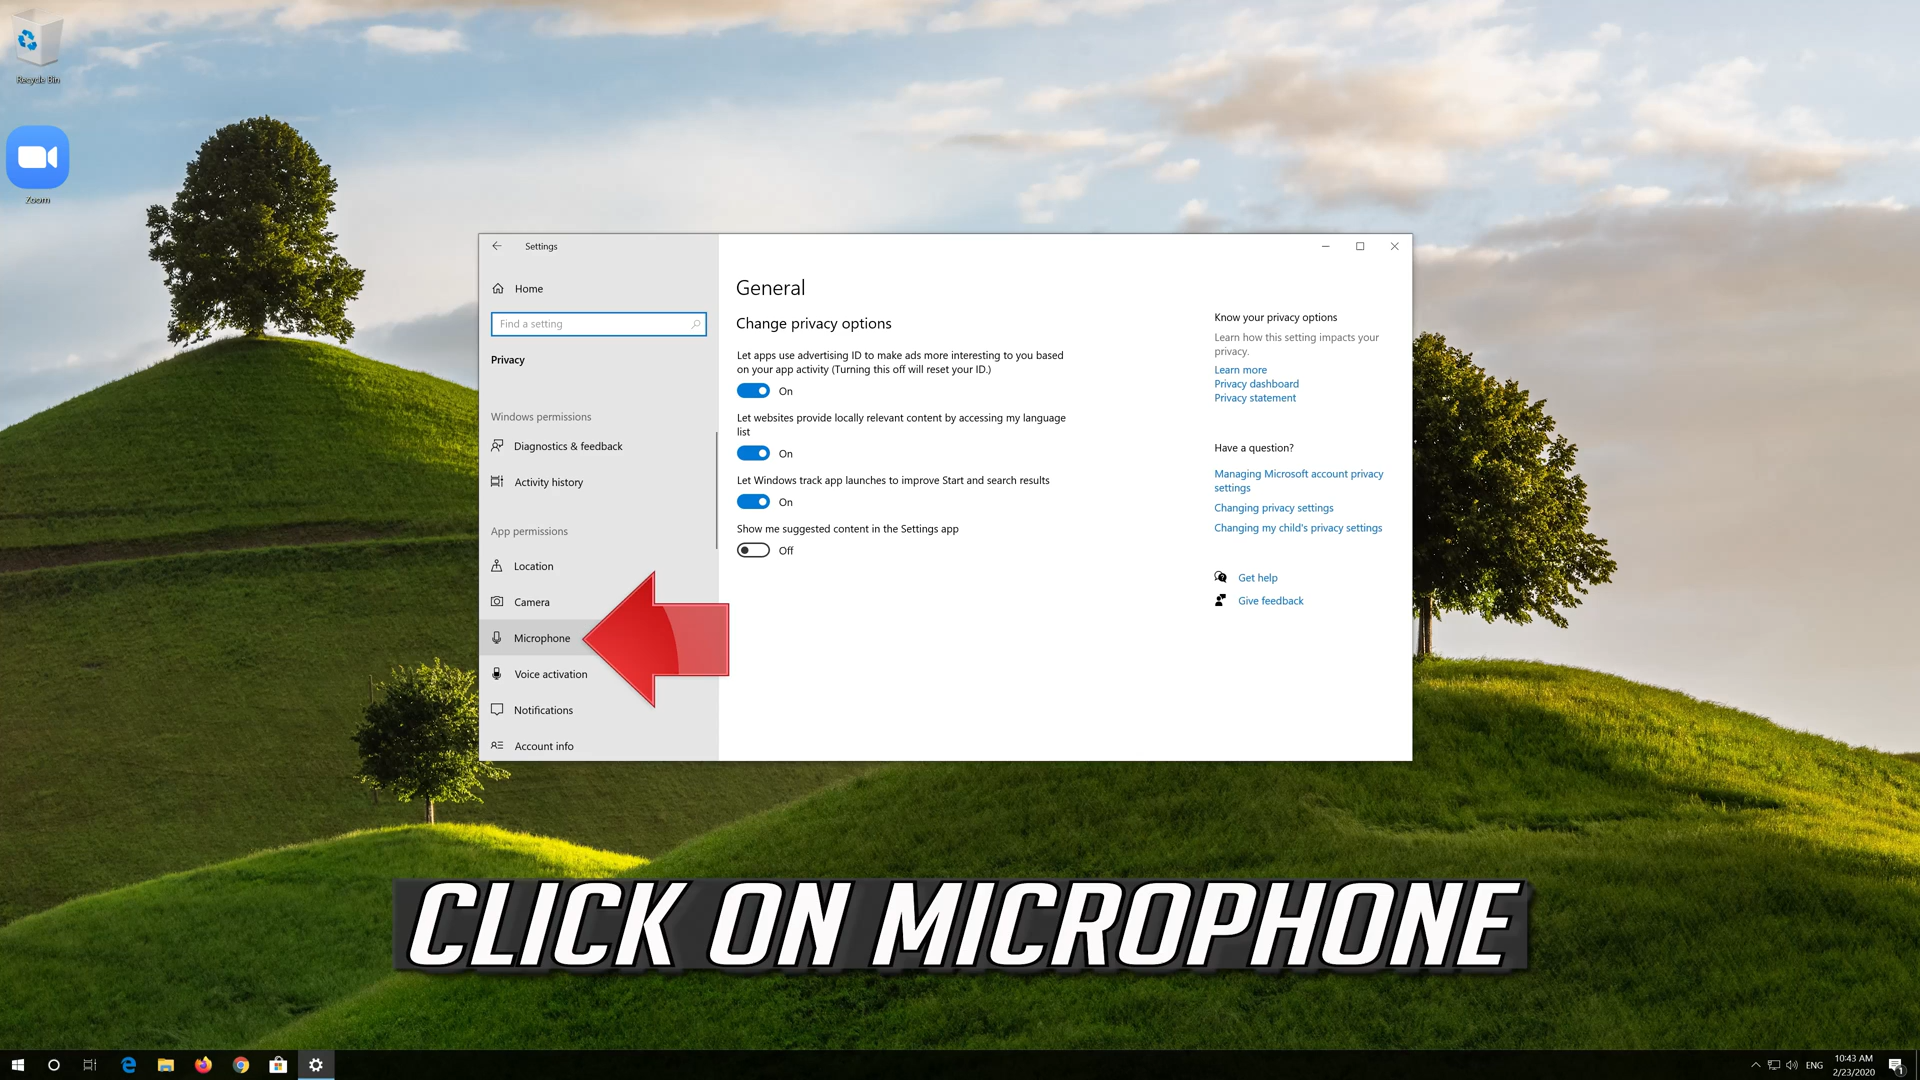 Recycle Bin
Zoom
Settings
Home
Find a setting
Privacy
Windows permissions
Diagnostics & feedback
Activity history
App permissions
Location
Camera
Microphone
Voice activation
Notifications
Account info
General
Change privacy options
Let apps use advertising ID to make ads more interesting to you based
on your app activity (Turning this off will reset your ID.)
On
Let websites provide locally relevant content by accessing my language
list
On
Let Windows track app launches to improve Start and search results
On
Show me suggested content in the Settings app
Off
Know your privacy options
Learn how this setting impacts your
privacy.
Learn more
Privacy dashboard
Privacy statement
Have a question?
Managing Microsoft account privacy
settings
Changing privacy settings
Changing my child's privacy settings
Get help
Give feedback
CLICK ON MICROPHONE
ENG
10:43 AM
2/23/2020
1